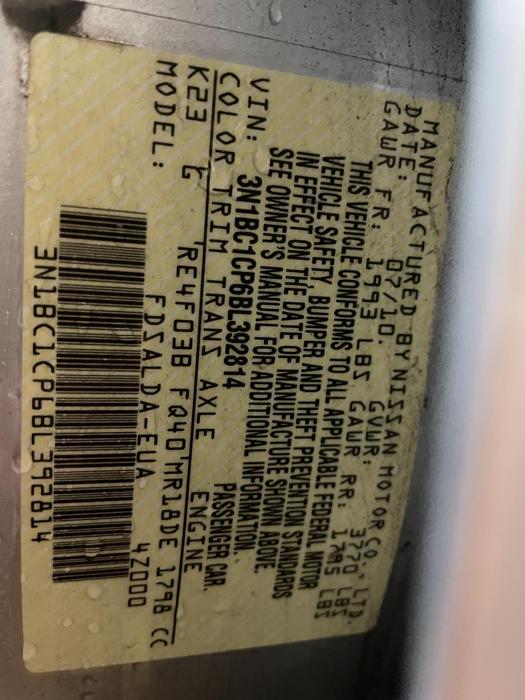 MANUFACTURED BY NISSAN MOTOR CO., LTD.
DATE: 07/10. GVWR: 3770 LBS
GAWR FR: 1993 LBS GAWR RR: 1795 LBS
THIS VEHICLE CONFORMS TO ALL APPLICABLE FEDERAL MOTOR
VEHICLE SAFETY, BUMPER AND THEFT PREVENTION STANDARDS
IN EFFECT ON THE DATE OF MANUFACTURE SHOWN ABOVE.
SEE OWNER'S MANUAL FOR ADDITIONAL INFORMATION.
VIN: 3N1BC1CP6BL392814 PASSENGER CAR.
COLOR TRIM TRANS AXLE ENGINE
K23 G RE4F03B FQ40 MR18DE 1798 CC
MODEL: FDSALDA-EUA 4Z000
3N1BC1CP6BL392814